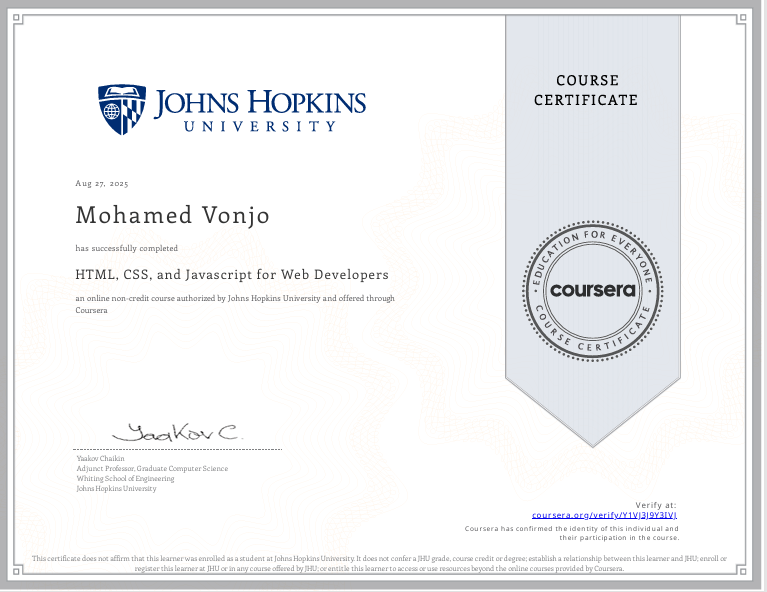 JOHNS HOPKINS
UNIVERSITY
COURSE
CERTIFICATE
Aug 27, 2025
Mohamed Vonjo
has successfully completed
HTML, CSS, and Javascript for Web Developers
an online non-credit course authorized by Johns Hopkins University and offered through
Coursera
EDUCATION FOR EVERYONE
coursera
COURSE CERTIFICATE
Yaakov C.
Yaakov Chaikin
Adjunct Professor, Graduate Computer Science
Whiting School of Engineering
Johns Hopkins University
Verify at:
coursera.org/verify/Y1VJ3J9Y3IVJ
Coursera has confirmed the identity of this individual and
their participation in the course.
This certificate does not affirm that this learner was enrolled as a student at Johns Hopkins University. It does not confer a JHU grade, course credit or degree; establish a relationship between this learner and JHU; enroll or
register this learner at JHU or in any course offered by JHU; or entitle this learner to access or use resources beyond the online courses provided by Coursera.